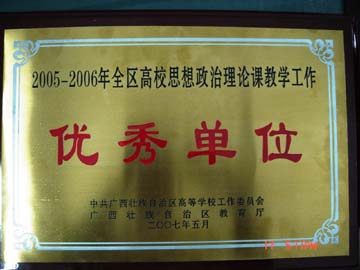 2005-2006年全区高校思想政治理论课教学工作
优秀单位
中共广西壮族自治区高等学校工作委员会
广西壮族自治区教育厅
二〇〇七年五月